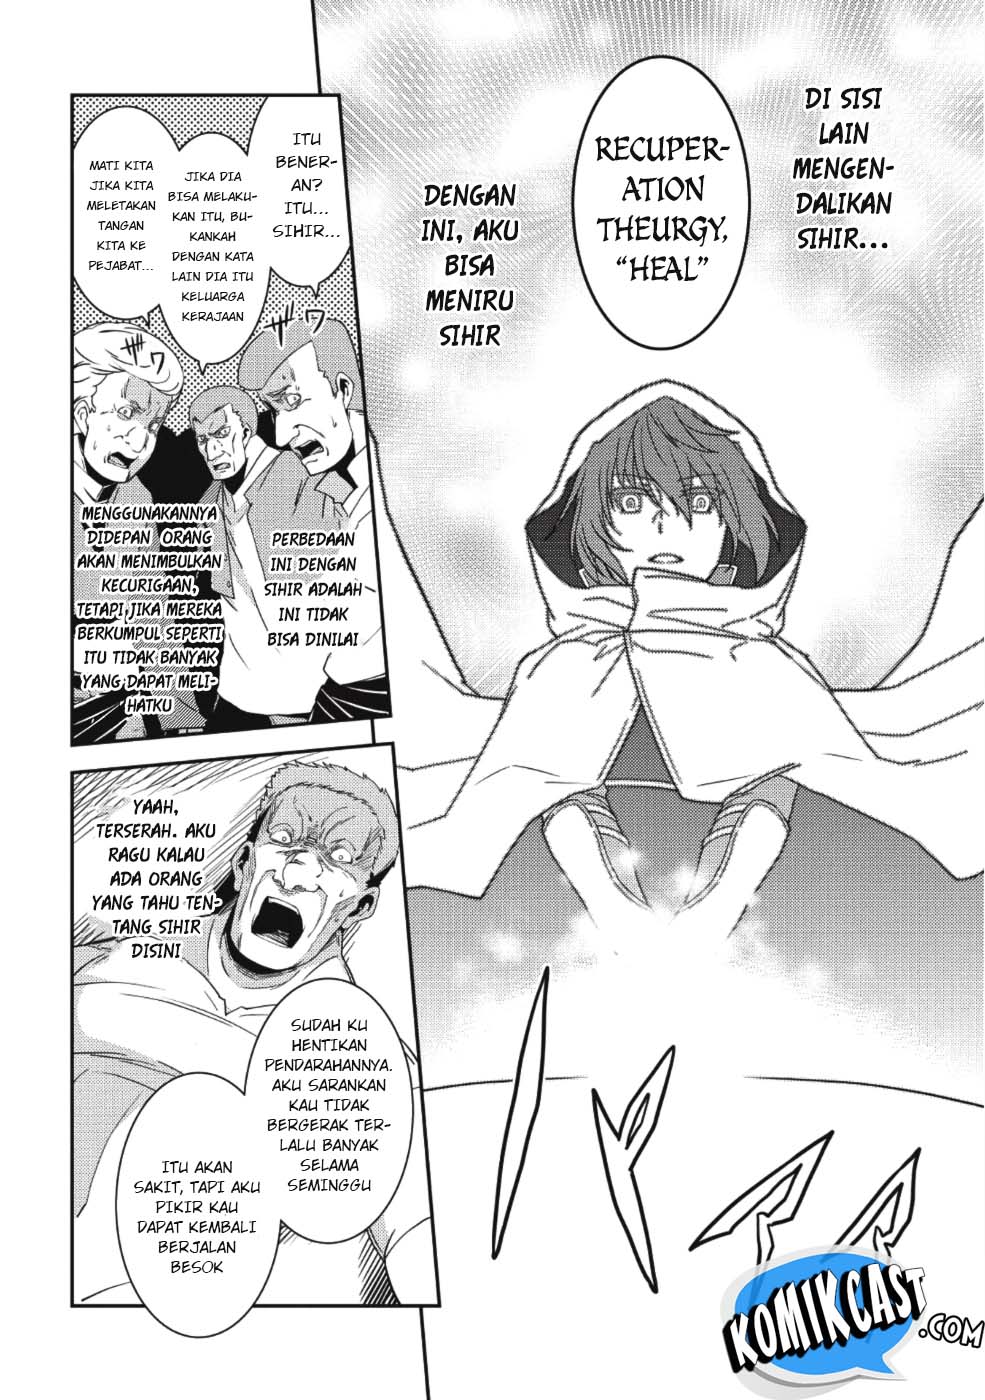 DI SISI
LAIN
MENGEN-
DALIKAN
SIHIR...
RECUPER-
ATION
THEURGY,
"HEAL"
DENGAN
INI, AKU
BISA
MENIRU
SIHIR
ITU
BENER-
AN?
ITU...
SIHIR...
JIKA DIA
BISA MELAKU-
KAN ITU, BU-
KANKAH
DENGAN KATA
LAIN DIA ITU
KELUARGA
KERAJAAN
MATI KITA
JIKA KITA
MELETAKAN
TANGAN
KITA KE
PEJABAT...
ザワ
ザワ
PERBEDAAN
INI DENGAN
SIHIR ADALAH
INI TIDAK
BISA DINILAI
MENGGUNAKANNYA
DIDEPAN ORANG
AKAN MENIMBULKAN
KECURIGAAN,
TETAPI JIKA MEREKA
BERKUMPUL SEPERTI
ITU TIDAK BANYAK
YANG DAPAT MELI-
HATKU
YAAH,
TERSERAH. AKU
RAGU KALAU
ADA ORANG
YANG TAHU TEN-
TANG SIHIR
DISINI
SUDAH KU
HENTIKAN
PENDARAHANNYA.
AKU SARANKAN
KAU TIDAK
BERGERAK TER-
LALU BANYAK
SELAMA
SEMINGGU
ITU AKAN
SAKIT, TAPI AKU
PIKIR KAU
DAPAT KEMBALI
BERJALAN
BESOK
KOMIKCAST
.COM